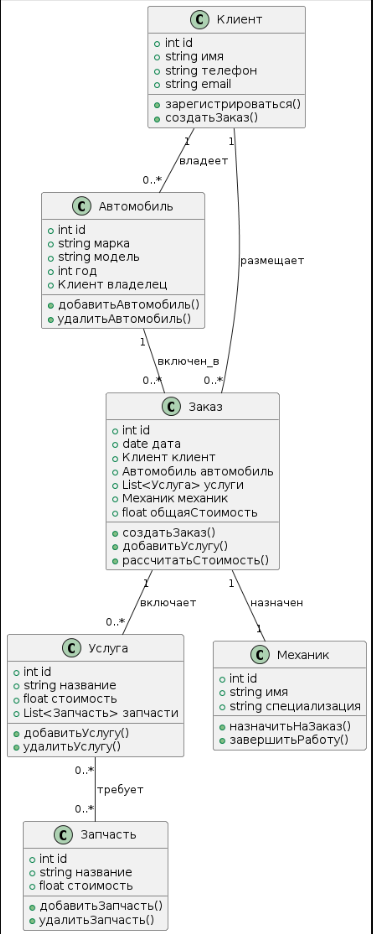 C Клиент
int id
string имя
string телефон
string email
зарегистрироваться()
создатьЗаказ()
1
1
владеет
0..*
C Автомобиль
int id
string марка
string модель
int год
Клиент владелец
добавитьАвтомобиль()
удалитьАвтомобиль()
размещает
1
включен_в
0..*
0..*
C Заказ
int id
date дата
Клиент клиент
Автомобиль автомобиль
List<Услуга> услуги
Механик механик
float общаяСтоимость
создатьЗаказ()
добавитьУслугу()
рассчитатьСтоимость()
1
1
включает
назначен
0..*
1
C Услуга
int id
string название
float стоимость
List<Запчасть> запчасти
добавитьУслугу()
удалитьУслугу()
C Механик
int id
string имя
string специализация
назначитьНаЗаказ()
завершитьРаботу()
0..*
требует
0..*
C Запчасть
int id
string название
float стоимость
добавитьЗапчасть()
удалитьЗапчасть()